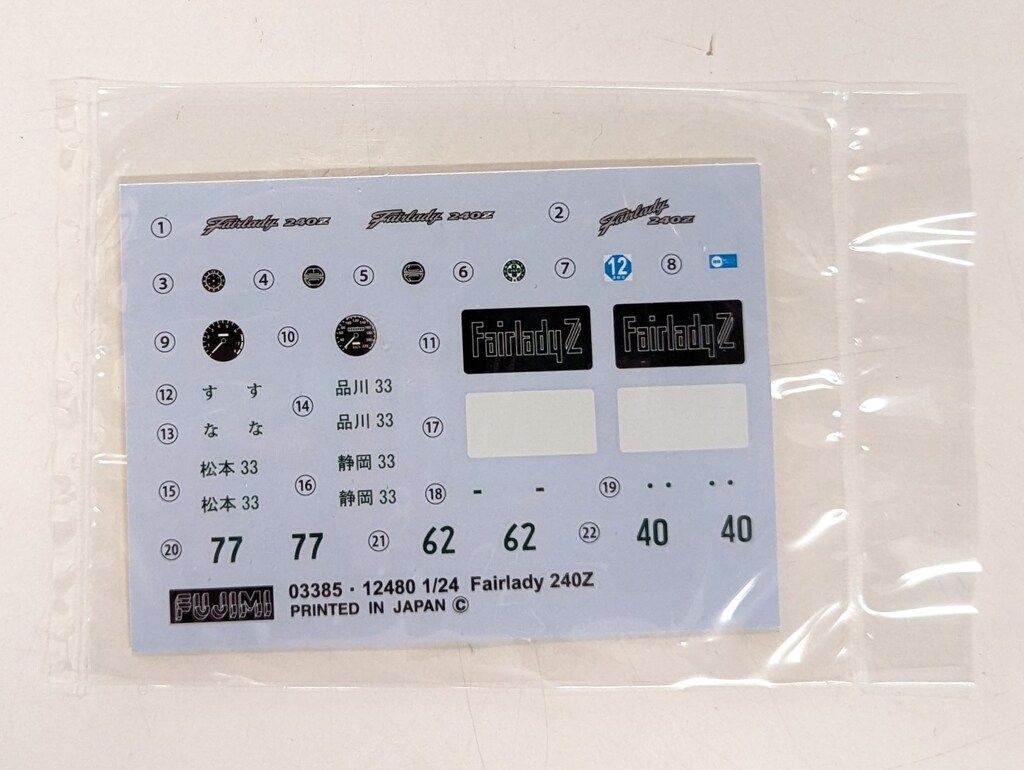 ① Fairlady 240Z Fairlady 240Z ② Fairlady 240Z
③ ④ ⑤ ⑥ ⑦ 12 ⑧
⑨ ⑩ ⑪ Fairlady Z Fairlady Z
⑫ す す ⑭ 品川 33
品川 33
⑬ な な ⑰
⑮ 松本 33 ⑯ 静岡 33
松本 33 静岡 33
⑱ - - ⑲ ・・ ・・
⑳ 77 77 ㉑ 62 62 ㉒ 40 40
FUJIMI 03385・12480 1/24 Fairlady 240Z
PRINTED IN JAPAN ©